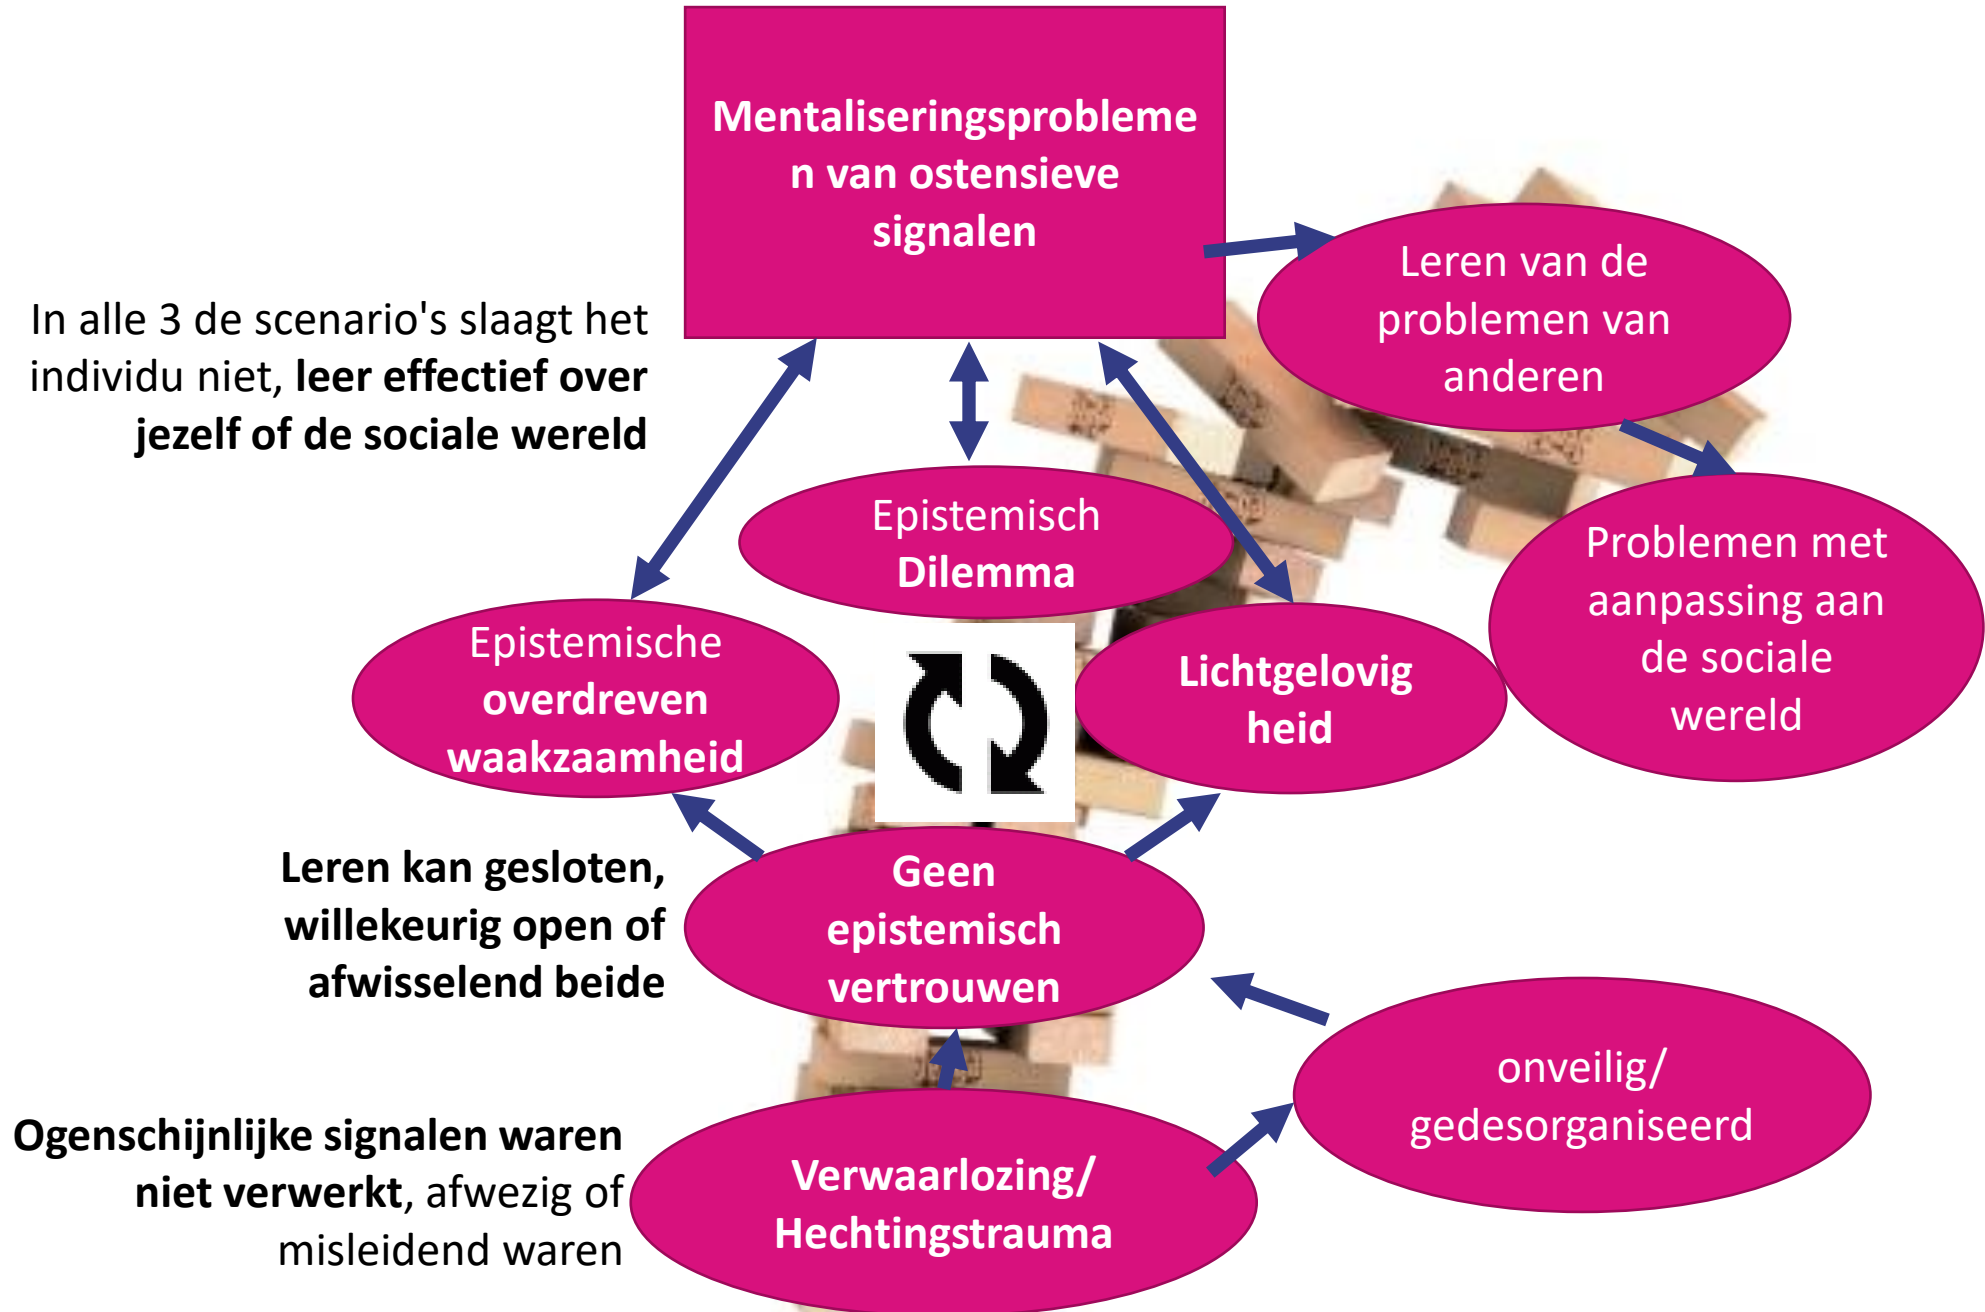 Mentaliseringsprobleme
n van ostensieve
signalen
Leren van de
problemen van
anderen
In alle 3 de scenario's slaagt het
individu niet, leer effectief over
jezelf of de sociale wereld
Epistemisch
Dilemma
Problemen met
aanpassing aan
de sociale
wereld
Epistemische
overdreven
waakzaamheid
Lichtgelovig
heid
Leren kan gesloten,
willekeurig open of
afwisselend beide
Geen
epistemisch
vertrouwen
onveilig/
gedesorganiseerd
Ogenschijnlijke signalen waren
niet verwerkt, afwezig of
misleidend waren
Verwaarlozing/
Hechtingstrauma